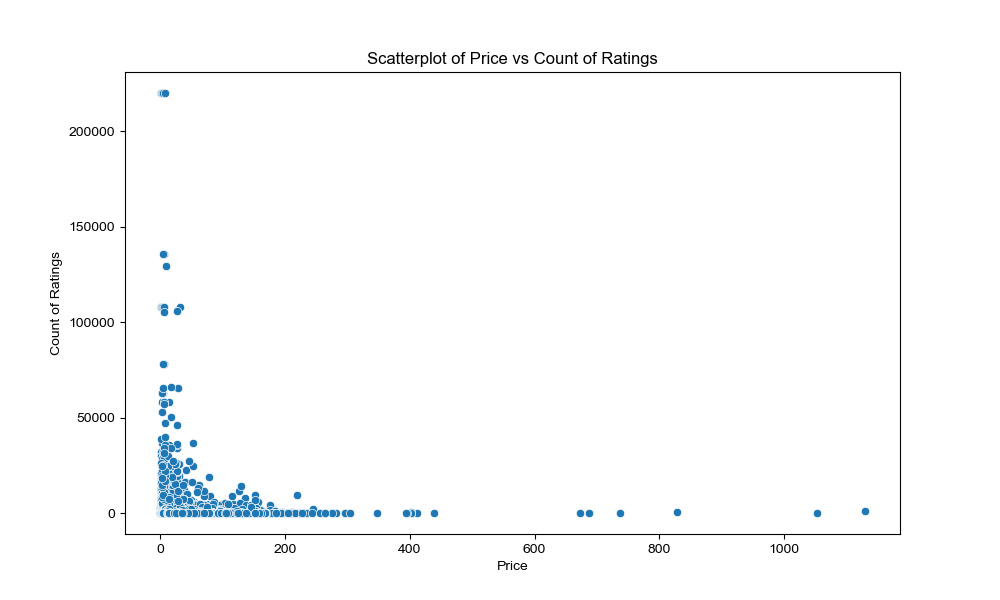 Scatterplot of Price vs Count of Ratings
200000
150000
100000
50000
0
Count of Ratings
0 200 400 600 800 1000
Price